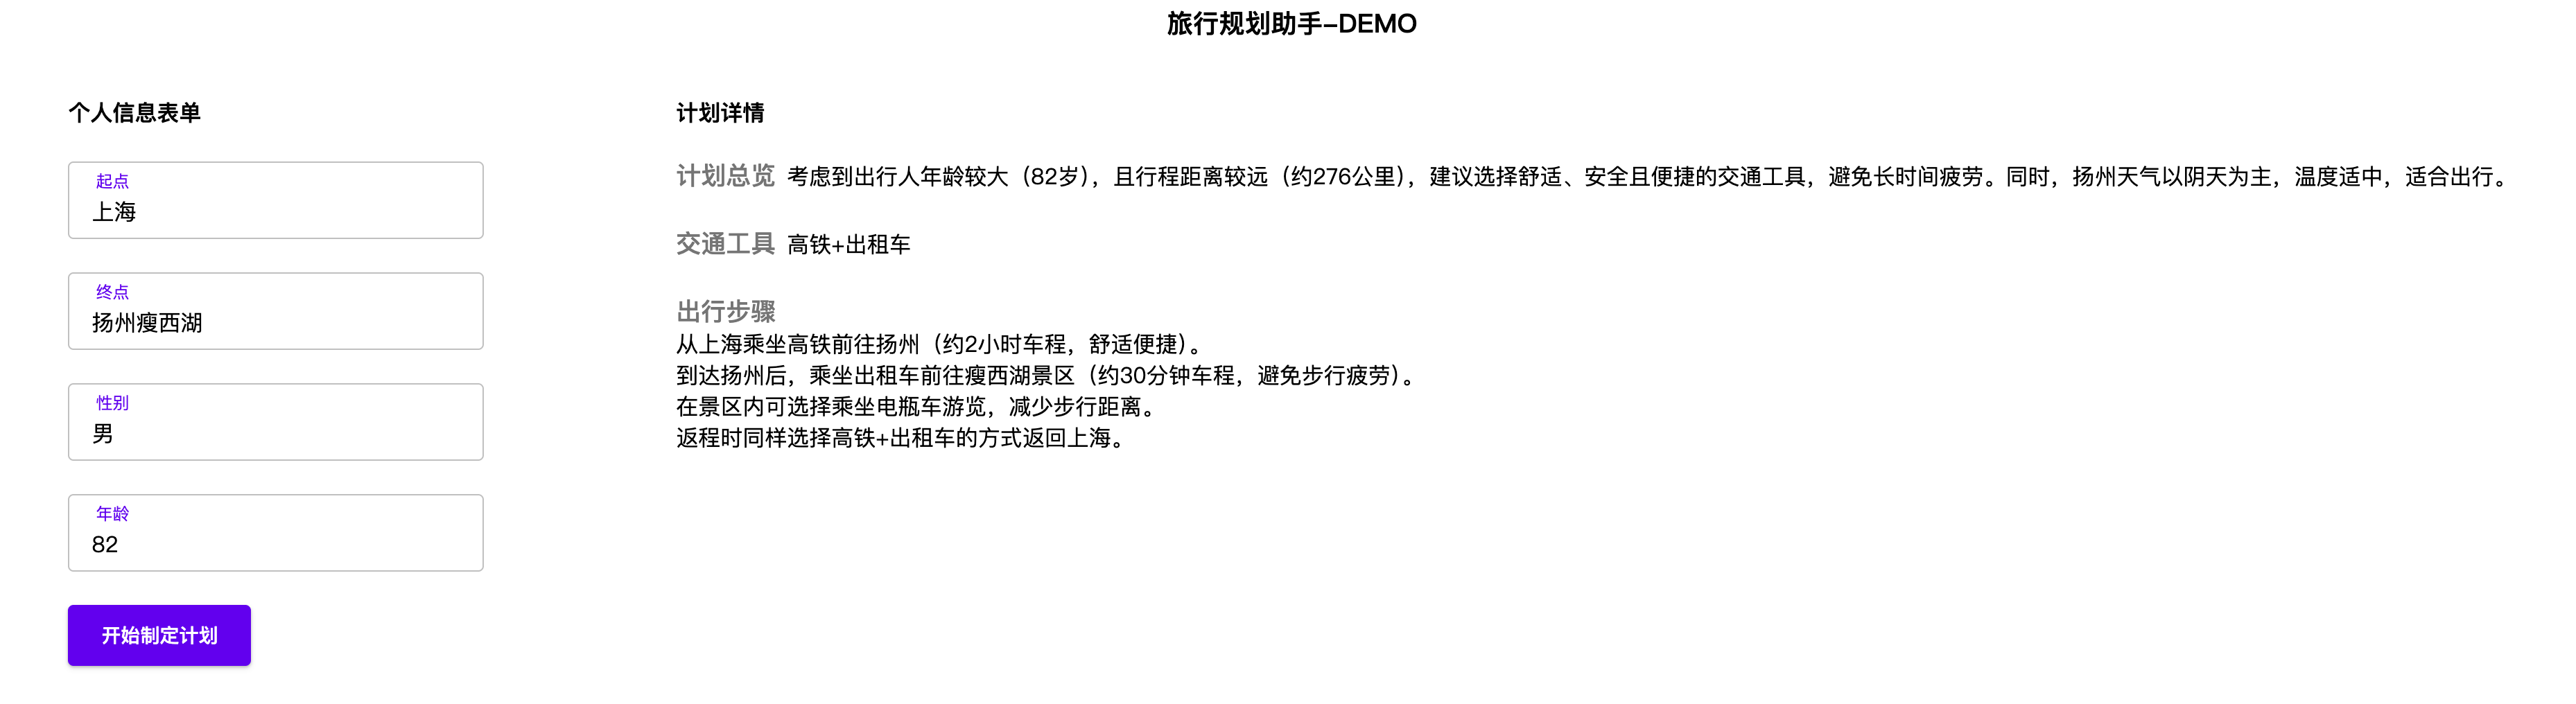 旅行规划助手–DEMO
个人信息表单
起点
上海
终点
扬州瘦西湖
性别
男
年龄
82
开始制定计划
计划详情
计划总览 考虑到出行人年龄较大（82岁），且行程距离较远（约276公里），建议选择舒适、安全且便捷的交通工具，避免长时间疲劳。同时，扬州天气以阴天为主，温度适中，适合出行。
交通工具 高铁+出租车
出行步骤
从上海乘坐高铁前往扬州（约2小时车程，舒适便捷）。
到达扬州后，乘坐出租车前往瘦西湖景区（约30分钟车程，避免步行疲劳）。
在景区内可选择乘坐电瓶车游览，减少步行距离。
返程时同样选择高铁+出租车的方式返回上海。